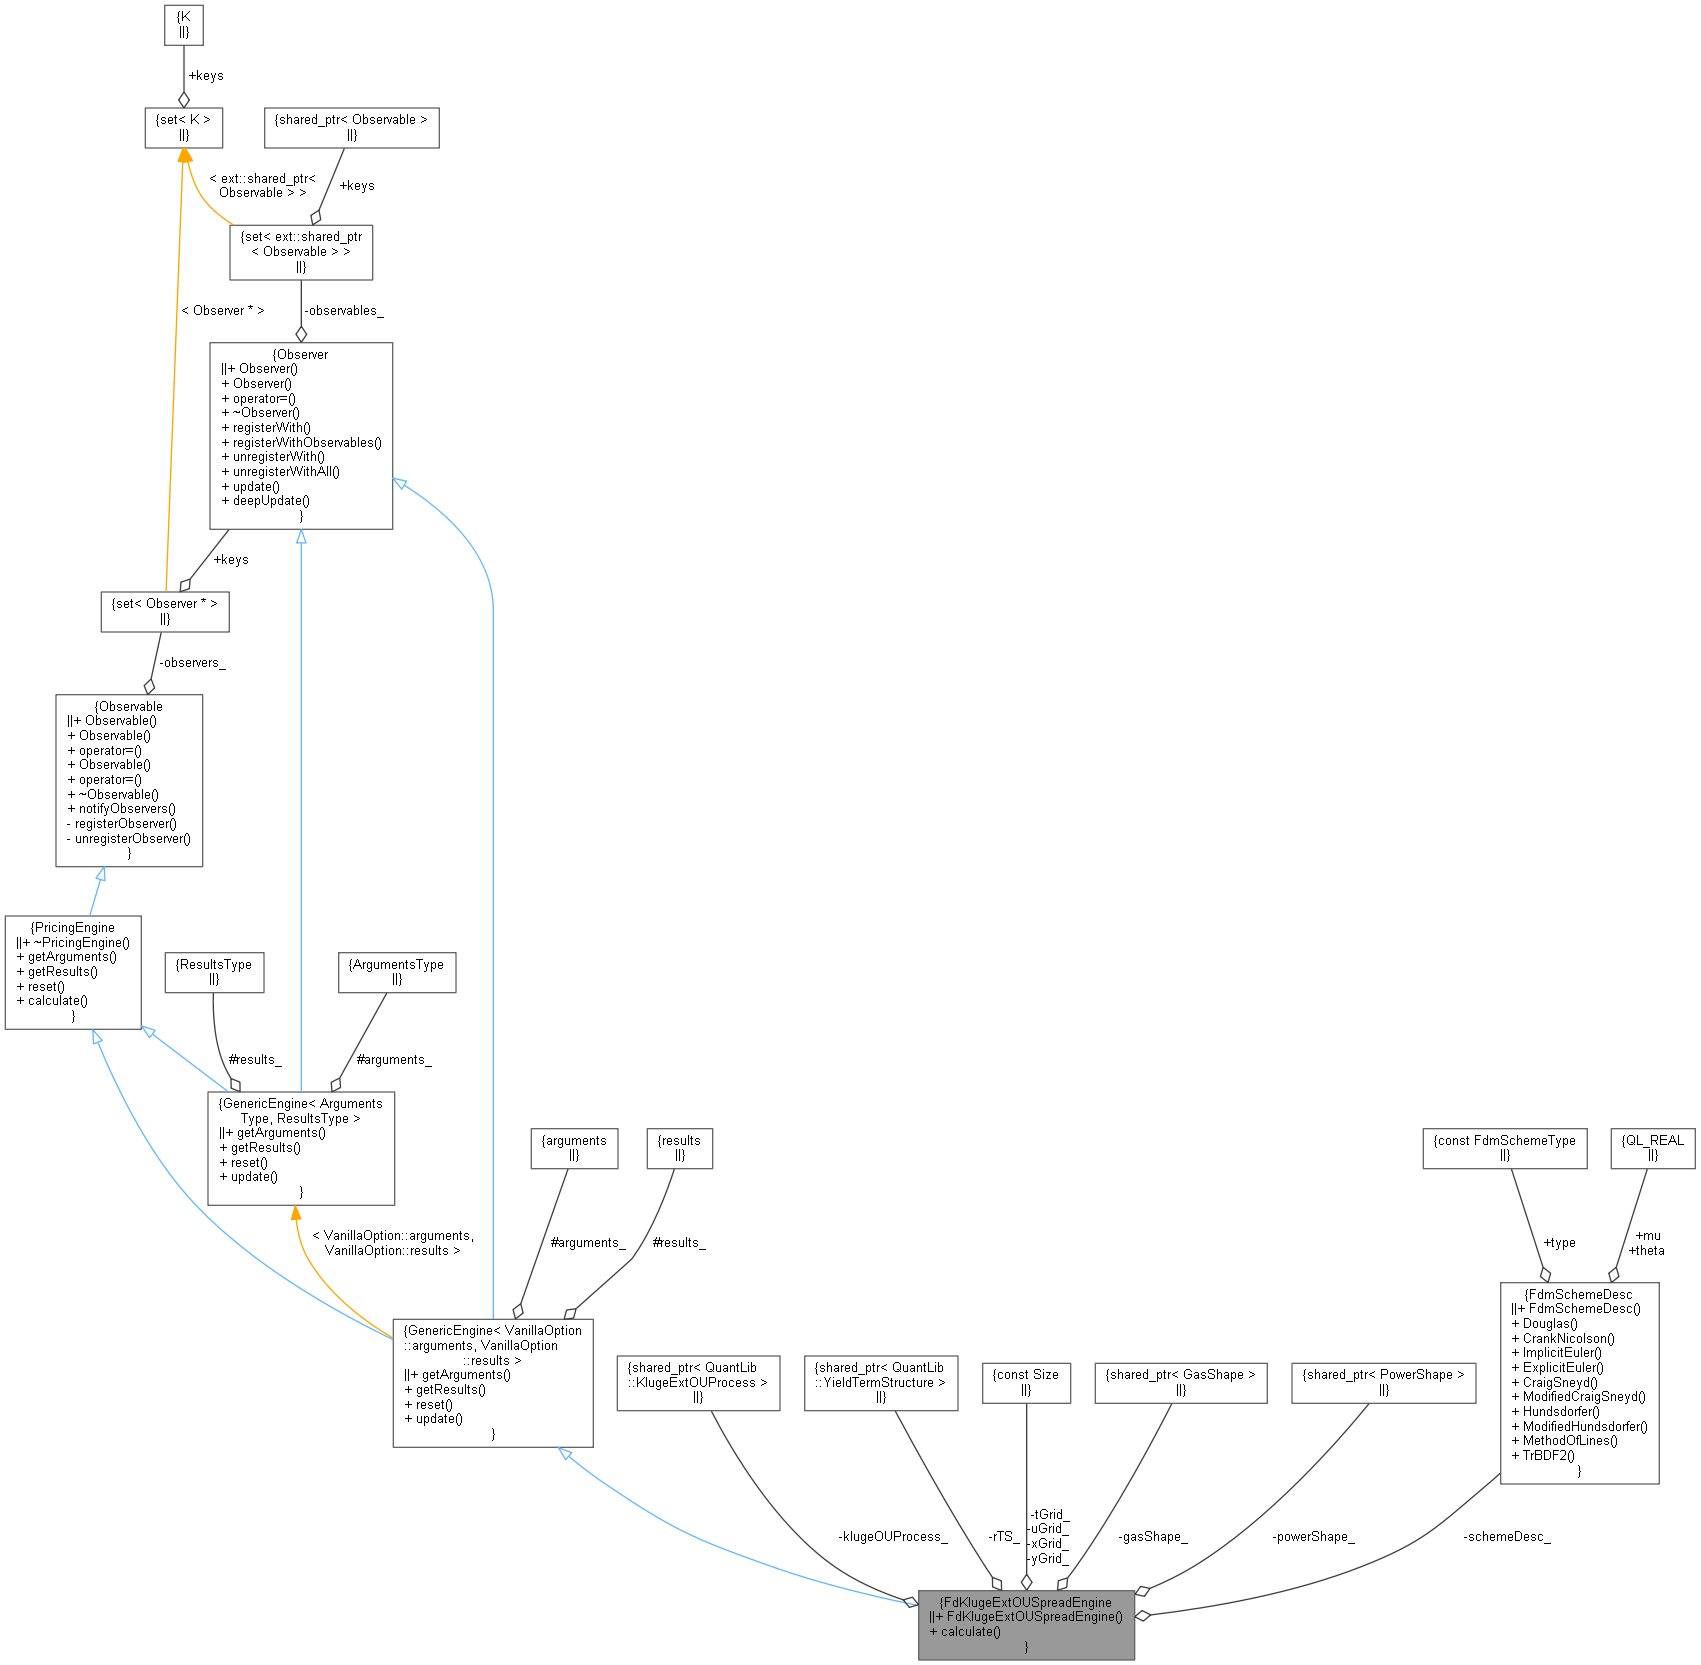 {K
||}
+keys
{set< K >
||}
{shared_ptr< Observable >
||}
< ext::shared_ptr<
Observable > >
+keys
{set< ext::shared_ptr
< Observable > >
||}
< Observer * >
-observables_
{Observer
||+ Observer()
+ Observer()
+ operator=()
+ ~Observer()
+ registerWith()
+ registerWithObservables()
+ unregisterWith()
+ unregisterWithAll()
+ update()
+ deepUpdate()
}
+keys
{set< Observer * >
||}
-observers_
{Observable
||+ Observable()
+ Observable()
+ operator=()
+ Observable()
+ operator=()
+ ~Observable()
+ notifyObservers()
- registerObserver()
- unregisterObserver()
}
{PricingEngine
||+ ~PricingEngine()
+ getArguments()
+ getResults()
+ reset()
+ calculate()
}
{ResultsType
||}
{ArgumentsType
||}
#results_
#arguments_
{GenericEngine< Arguments
Type, ResultsType >
||+ getArguments()
+ getResults()
+ reset()
+ update()
}
{arguments
||}
{results
||}
{const FdmSchemeType
||}
{QL_REAL
||}
< VanillaOption::arguments,
VanillaOption::results >
#arguments_
#results_
+type
+mu
+theta
{GenericEngine< VanillaOption
::arguments, VanillaOption
::results >
||+ getArguments()
+ getResults()
+ reset()
+ update()
}
{shared_ptr< QuantLib
::KlugeExtOUProcess >
||}
{shared_ptr< QuantLib
::YieldTermStructure >
||}
{const Size
||}
{shared_ptr< GasShape >
||}
{shared_ptr< PowerShape >
||}
{FdmSchemeDesc
||+ FdmSchemeDesc()
+ Douglas()
+ CrankNicolson()
+ ImplicitEuler()
+ ExplicitEuler()
+ CraigSneyd()
+ ModifiedCraigSneyd()
+ Hundsdorfer()
+ ModifiedHundsdorfer()
+ MethodOfLines()
+ TrBDF2()
}
-klugeOUProcess_
-rTS_
-tGrid_
-uGrid_
-xGrid_
-yGrid_
-gasShape_
-powerShape_
-schemeDesc_
{FdKlugeExtOUSpreadEngine
||+ FdKlugeExtOUSpreadEngine()
+ calculate()
}